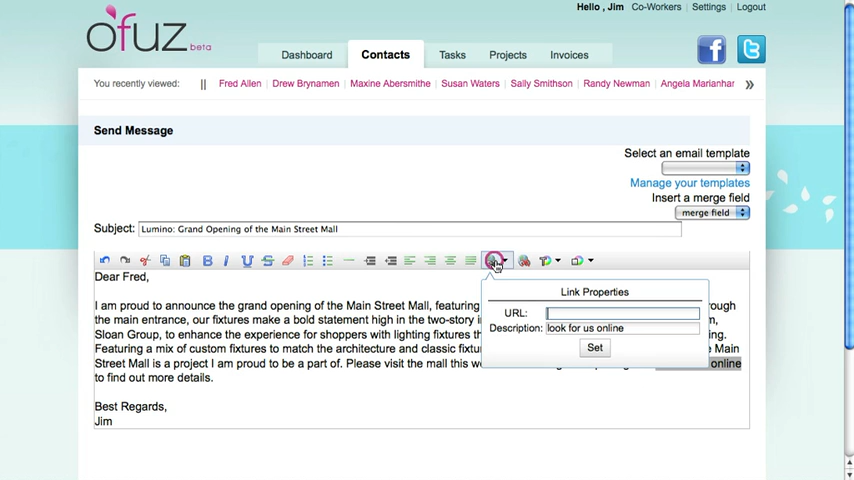 Hello , Jim Co-Workers Settings Logout
ofuz beta
Dashboard Contacts Tasks Projects Invoices
f t
You recently viewed: Fred Allen Drew Brynamen Maxine Abersmithe Susan Waters Sally Smithson Randy Newman Angela Marianhar »
Send Message
Select an email template
Manage your templates
Insert a merge field
merge field
Subject: Lumino: Grand Opening of the Main Street Mall
B I U S T
Dear Fred,
Link Properties
I am proud to announce the grand opening of the Main Street Mall, featuring rough
URL:
the main entrance, our fixtures make a bold statement high in the two-story
Description: look for us online
Sloan Group, to enhance the experience for shoppers with lighting fixtures
Set
Featuring a mix of custom fixtures to match the architecture and classic Main
Street Mall is a project I am proud to be a part of. Please visit the mall this online
to find out more details.
Best Regards,
Jim